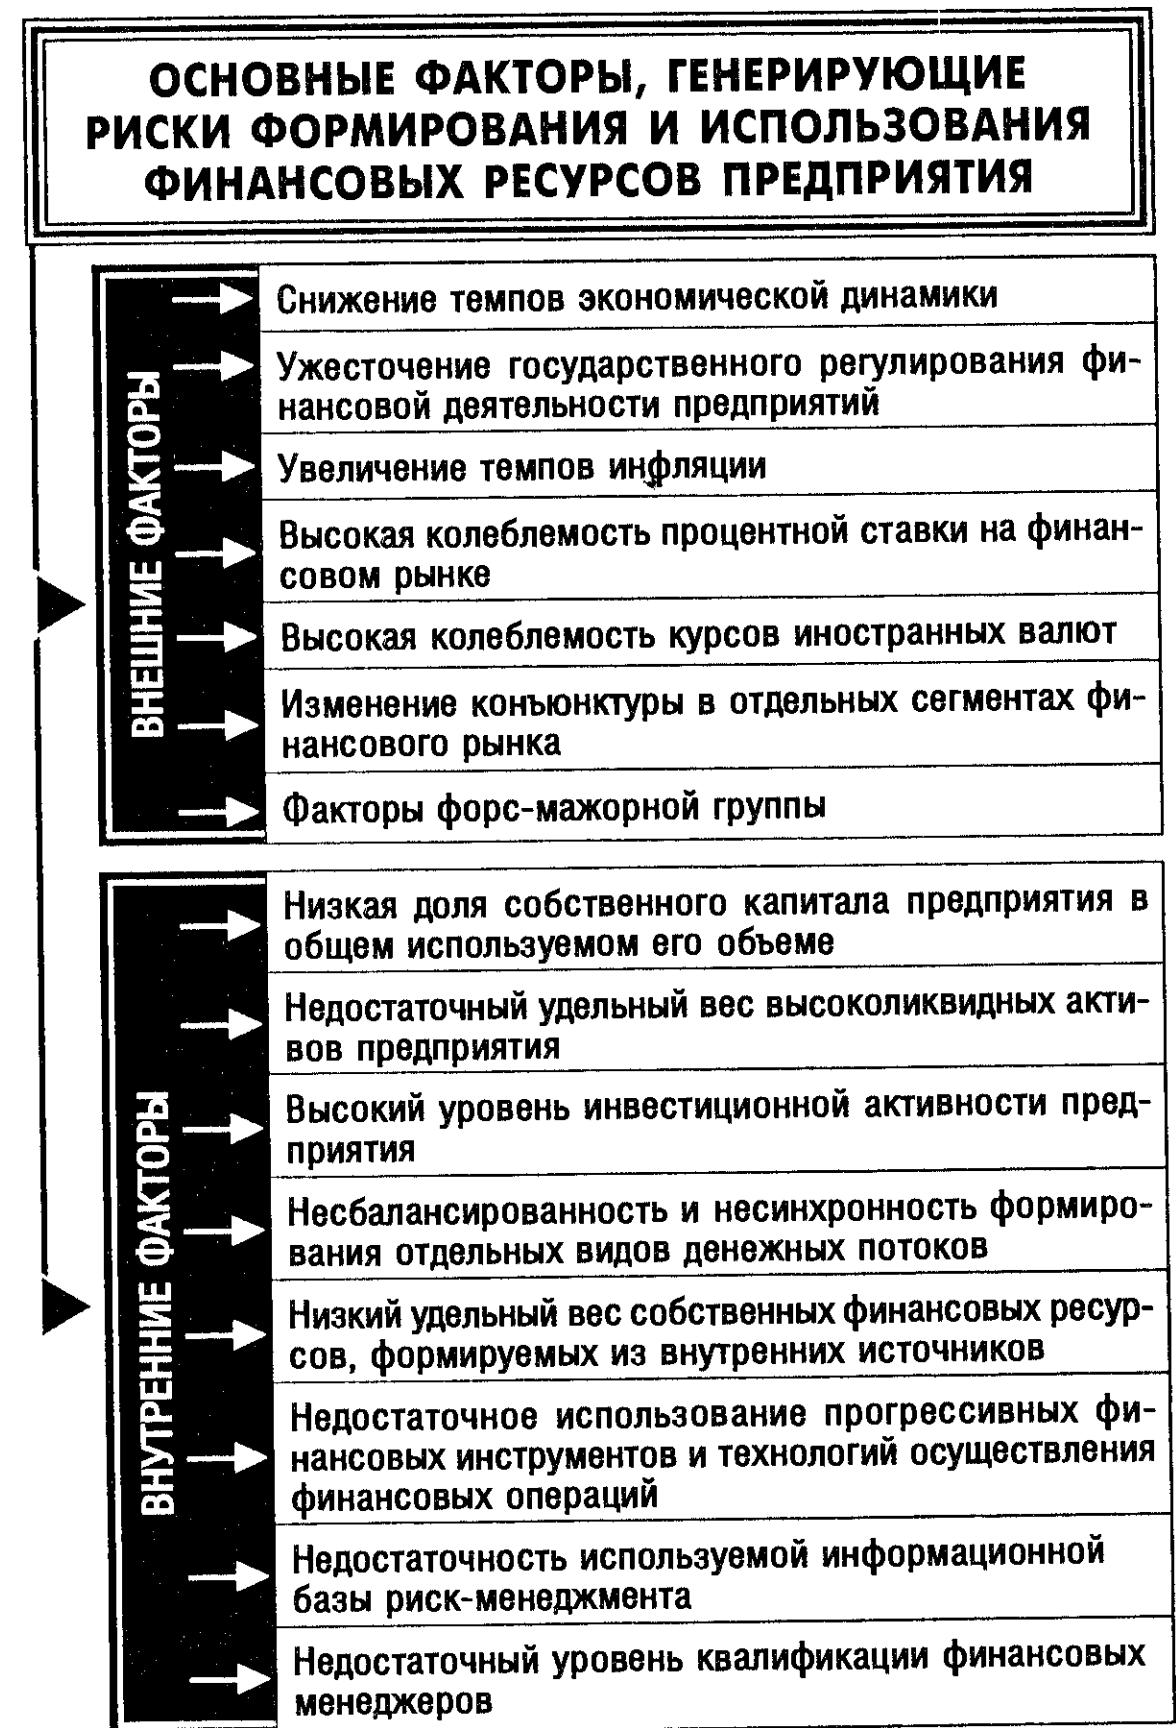 ОСНОВНЫЕ ФАКТОРЫ, ГЕНЕРИРУЮЩИЕ
РИСКИ ФОРМИРОВАНИЯ И ИСПОЛЬЗОВАНИЯ
ФИНАНСОВЫХ РЕСУРСОВ ПРЕДПРИЯТИЯ
ВНЕШНИЕ ФАКТОРЫ
Снижение темпов экономической динамики
Ужесточение государственного регулирования фи-
нансовой деятельности предприятий
Увеличение темпов инфляции
Высокая колеблемость процентной ставки на финан-
совом рынке
Высокая колеблемость курсов иностранных валют
Изменение конъюнктуры в отдельных сегментах фи-
нансового рынка
Факторы форс-мажорной группы
ВНУТРЕННИЕ ФАКТОРЫ
Низкая доля собственного капитала предприятия в
общем используемом его объеме
Недостаточный удельный вес высоколиквидных акти-
вов предприятия
Высокий уровень инвестиционной активности пред-
приятия
Несбалансированность и несинхронность формиро-
вания отдельных видов денежных потоков
Низкий удельный вес собственных финансовых ресур-
сов, формируемых из внутренних источников
Недостаточное использование прогрессивных фи-
нансовых инструментов и технологий осуществления
финансовых операций
Недостаточность используемой информационной
базы риск-менеджмента
Недостаточный уровень квалификации финансовых
менеджеров